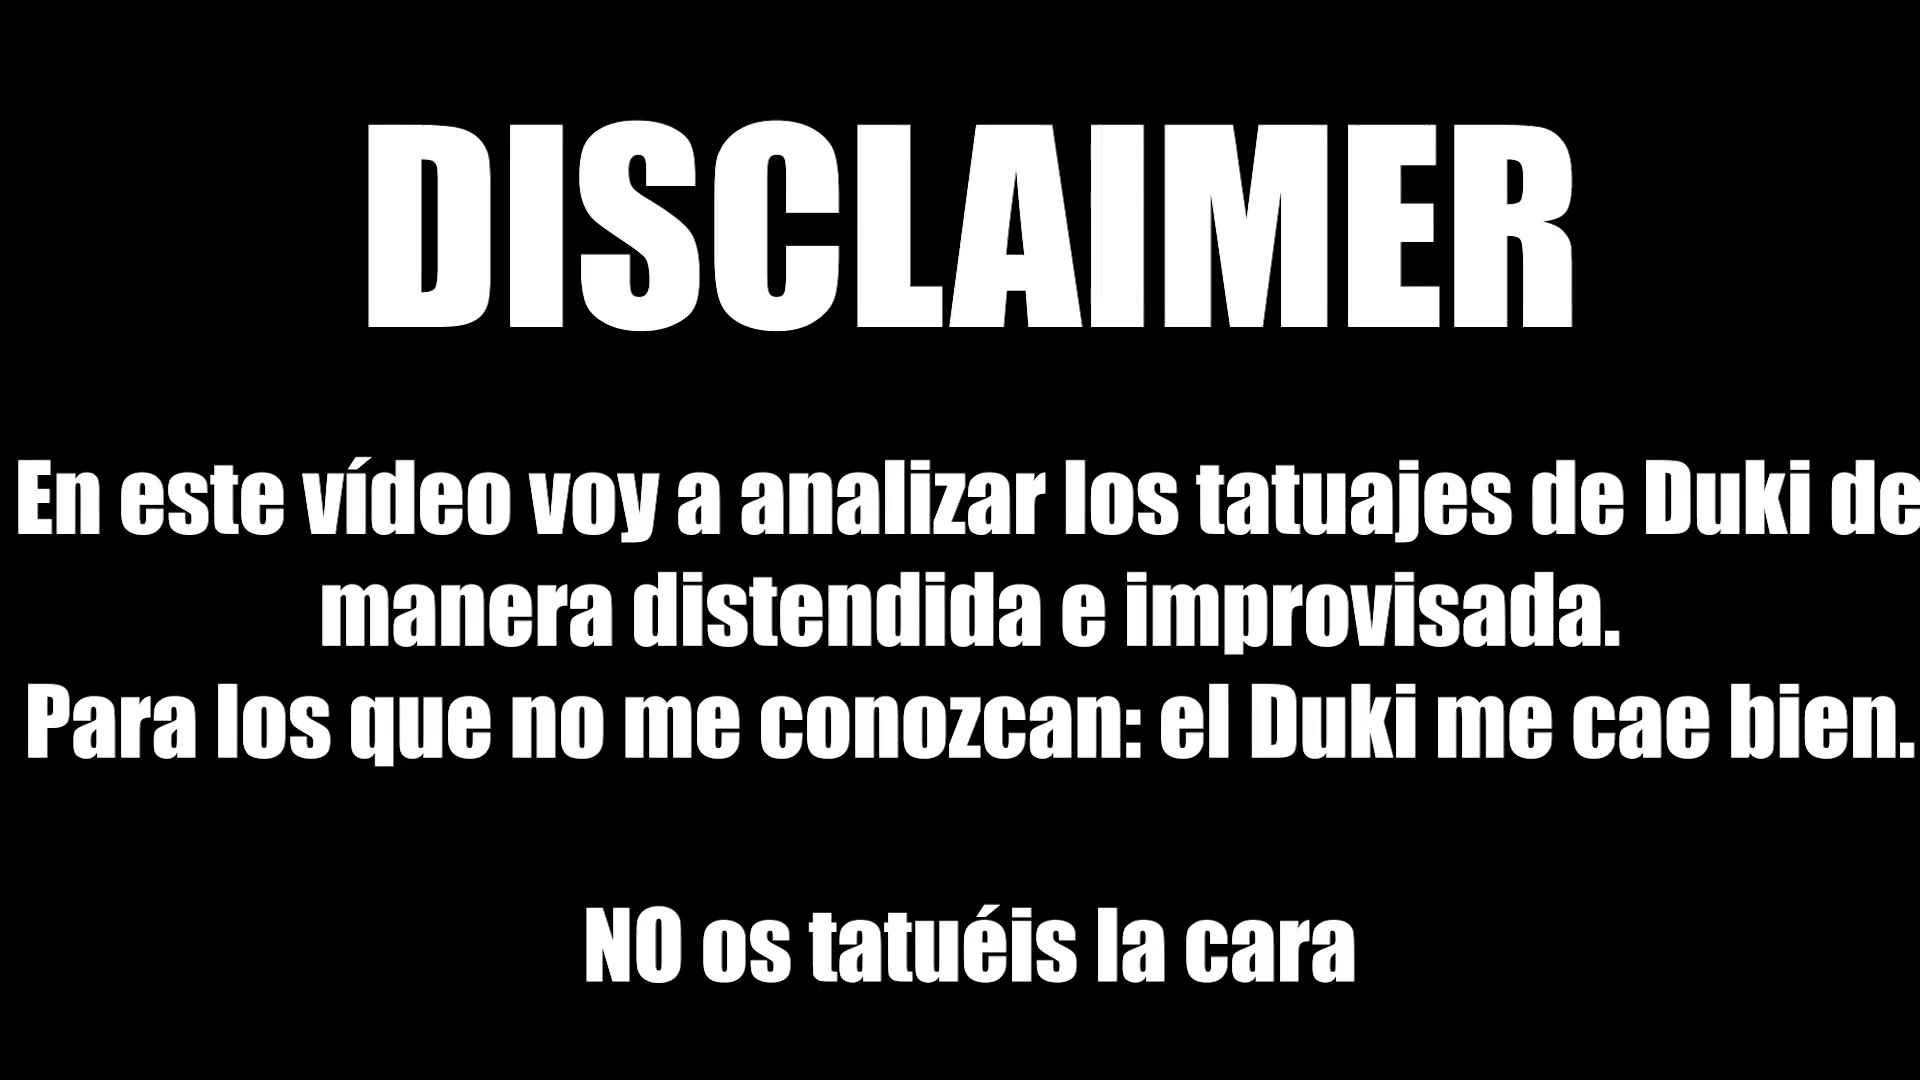 DISCLAIMER
En este vídeo voy a analizar los tatuajes de Duki de
manera distendida e improvisada.
Para los que no me conozcan: el Duki me cae bien.
NO os tatuéis la cara